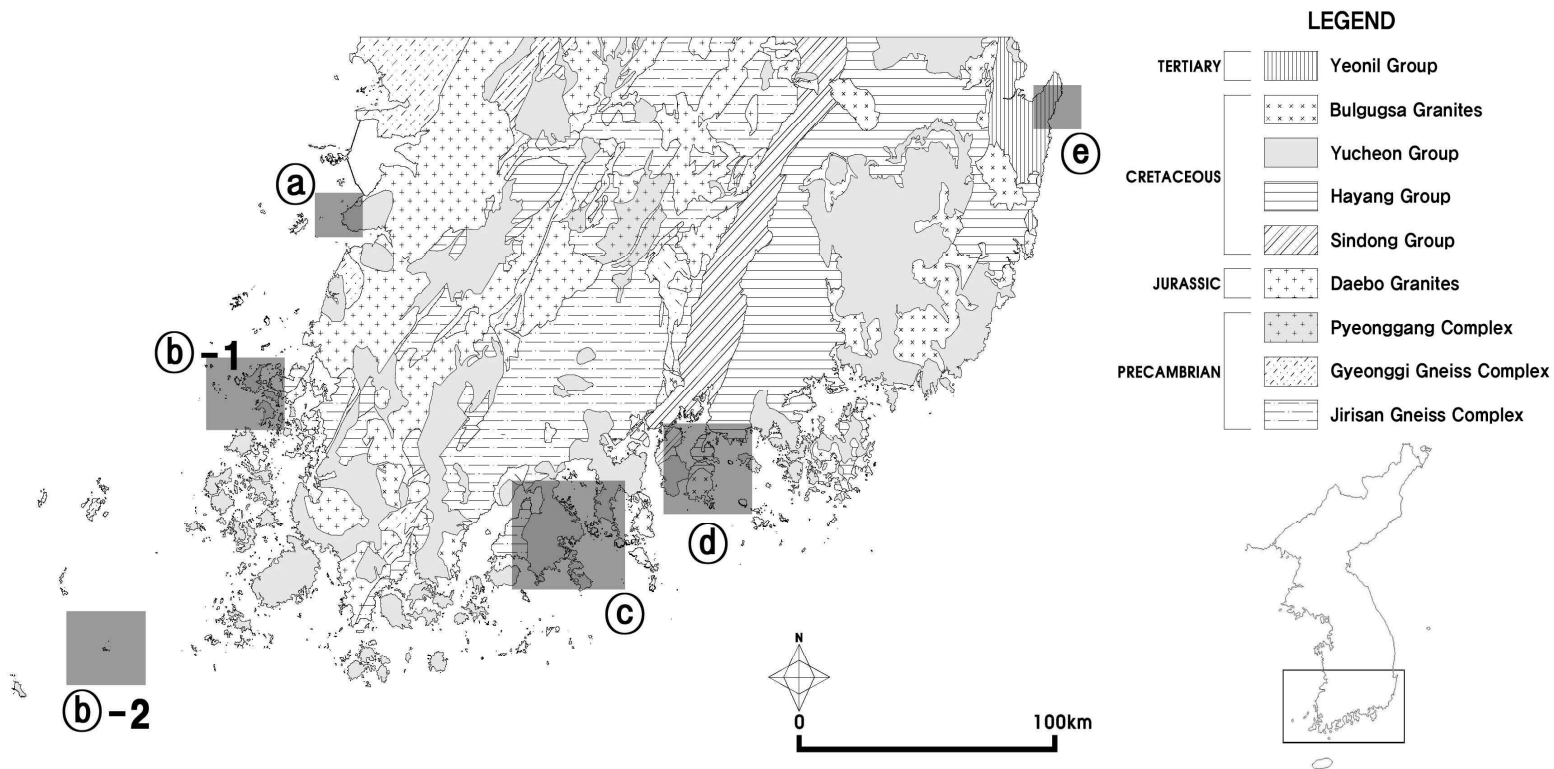 LEGEND
TERTIARY
Yeonil Group
CRETACEOUS
Bulgugsa Granites
Yucheon Group
Hayang Group
Sindong Group
JURASSIC
Daebo Granites
PRECAMBRIAN
Pyeonggang Complex
Gyeonggi Gneiss Complex
Jirisan Gneiss Complex
ⓐ
ⓔ
ⓑ-1
ⓓ
ⓒ
ⓑ-2
N
0 100km